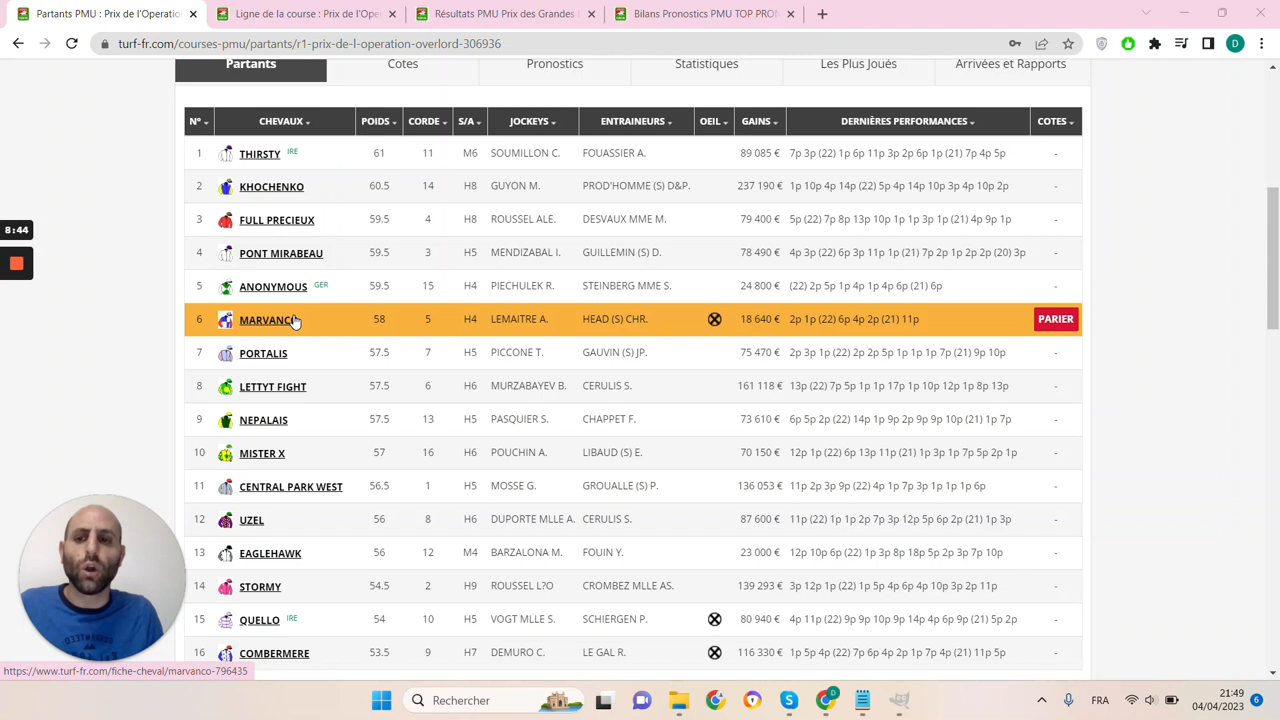 Partants PMU : Prix de l'Operation
Ligne de la course : Prix de l'Ope
Résultats PMU Prix des Grandes
Bilans Pronostics PMU TOP PRO
turf-fr.com/courses-pmu/partants/r1-prix-de-l-operation-overlord-306936
D
Partants Cotes Pronostics Statistiques Les Plus Joués Arrivées et Rapports
N° CHEVAUX POIDS CORDE S/A JOCKEYS ENTRAINEURS OEIL GAINS DERNIÈRES PERFORMANCES COTES
1 THIRSTY IRE 61 11 M6 SOUMILLON C. FOUASSIER A. 89 085 € 7p 3p (22) 1p 6p 11p 3p 2p 6p 1p (21) 7p 4p 5p -
2 KHOCHENKO 60.5 14 H8 GUYON M. PROD'HOMME (S) D&P. 237 190 € 1p 10p 4p 14p (22) 5p 4p 14p 10p 3p 4p 10p 2p -
3 FULL PRECIEUX 59.5 4 H8 ROUSSEL ALE. DESVAUX MME M. 79 400 € 5p (22) 7p 8p 13p 10p 1p 1p 3p 1p (21) 4p 9p 1p -
4 PONT MIRABEAU 59.5 3 H5 MENDIZABAL I. GUILLEMIN (S) D. 78 490 € 4p 3p (22) 6p 3p 11p 1p (21) 7p 2p 1p 2p 2p (20) 3p -
5 ANONYMOUS GER 59.5 15 H4 PIECHULEK R. STEINBERG MME S. 24 800 € (22) 2p 5p 1p 4p 1p 4p 6p (21) 6p -
6 MARVANCO 58 5 H4 LEMAITRE A. HEAD (S) CHR. 18 640 € 2p 1p (22) 6p 4p 2p (21) 11p PARIER
7 PORTALIS 57.5 7 H5 PICCONE T. GAUVIN (S) JP. 75 470 € 2p 3p 1p (22) 2p 2p 5p 1p 1p 1p 7p (21) 9p 10p -
8 LETTYT FIGHT 57.5 6 H6 MURZABAYEV B. CERULIS S. 161 118 € 13p (22) 7p 5p 1p 1p 17p 1p 10p 12p 1p 8p 13p -
9 NEPALAIS 57.5 13 H5 PASQUIER S. CHAPPET F. 73 610 € 6p 5p 2p (22) 14p 1p 9p 2p 9p 9p 10p (21) 1p 7p -
10 MISTER X 57 16 H6 POUCHIN A. LIBAUD (S) E. 70 150 € 12p 1p (22) 6p 13p 11p (21) 1p 3p 1p 7p 5p 2p 1p -
11 CENTRAL PARK WEST 56.5 1 H5 MOSSE G. GROUALLE (S) P. 136 053 € 11p 2p 3p 9p (22) 4p 1p 7p 3p 1p 1p 1p 6p -
12 UZEL 56 8 H6 DUPORTE MLLE A. CERULIS S. 87 600 € 11p (22) 1p 1p 2p 7p 3p 12p 5p 6p 2p (21) 1p 3p -
13 EAGLEHAWK 56 12 M4 BARZALONA M. FOUIN Y. 23 000 € 12p 10p 6p (22) 1p 3p 8p 18p 5p 2p 3p 7p 10p -
14 STORMY 54.5 2 H9 ROUSSEL L?O CROMBEZ MLLE AS. 139 293 € 3p 12p 1p (22) 1p 5p 4p 6p 4p 10p 3p 2p 11p -
15 QUELLO IRE 54 10 H5 VOGT MLLE S. SCHIERGEN P. 80 940 € 4p 11p (22) 9p 9p 10p 9p 14p 4p 6p 9p (21) 5p 2p -
16 COMBERMERE 53.5 9 H7 DEMURO C. LE GAL R. 116 330 € 1p 5p 4p (22) 7p 6p 4p 2p 1p 7p 4p (21) 11p 5p -
8:44
https://www.turf-fr.com/fiche-cheval/marvanco-796435
Rechercher
FRA
21:49
04/04/2023
6